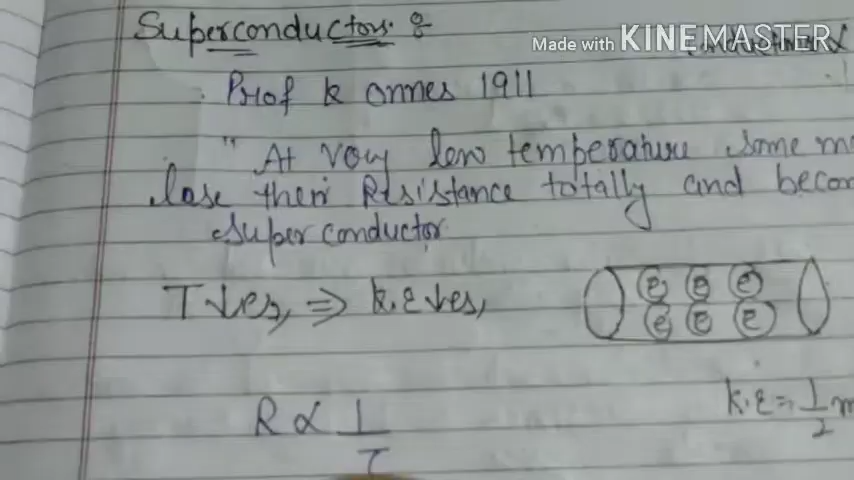 Superconductors:
Made with KINEMASTER
Prof k onnes 1911
" At very low temperature some m
lose their Resistance totally and becom
super conductor
T ↓es, ⇒ k.ε ↓es,
e e e
e e e
k.ε = 1/2 m
R ∝ 1/T